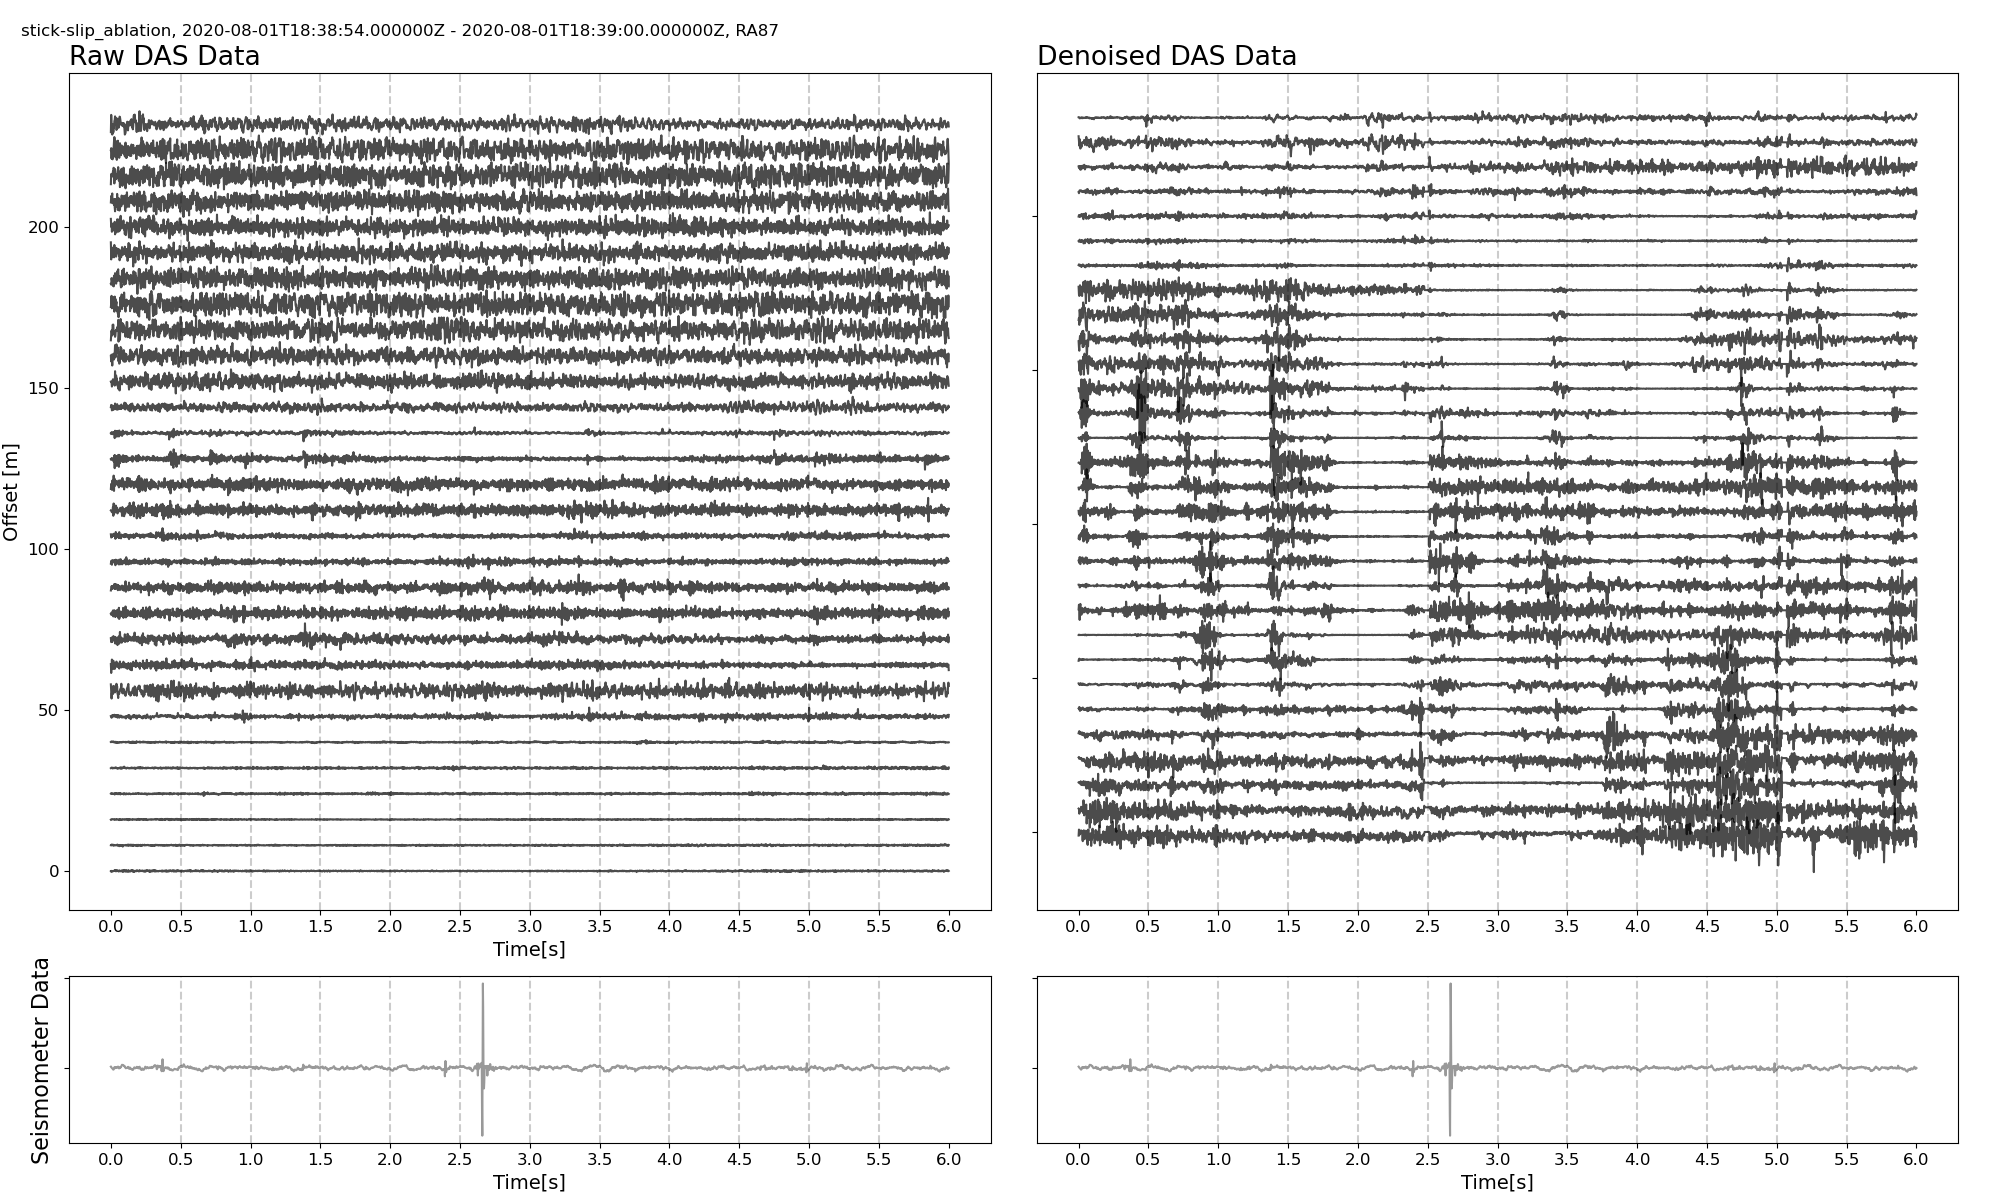 stick-slip_ablation, 2020-08-01T18:38:54.000000Z - 2020-08-01T18:39:00.000000Z, RA87
Raw DAS Data
Denoised DAS Data
Offset [m]
200
150
100
50
0
0.0 0.5 1.0 1.5 2.0 2.5 3.0 3.5 4.0 4.5 5.0 5.5 6.0
Time[s]
0.0 0.5 1.0 1.5 2.0 2.5 3.0 3.5 4.0 4.5 5.0 5.5 6.0
Seismometer Data
0.0 0.5 1.0 1.5 2.0 2.5 3.0 3.5 4.0 4.5 5.0 5.5 6.0
Time[s]
0.0 0.5 1.0 1.5 2.0 2.5 3.0 3.5 4.0 4.5 5.0 5.5 6.0
Time[s]